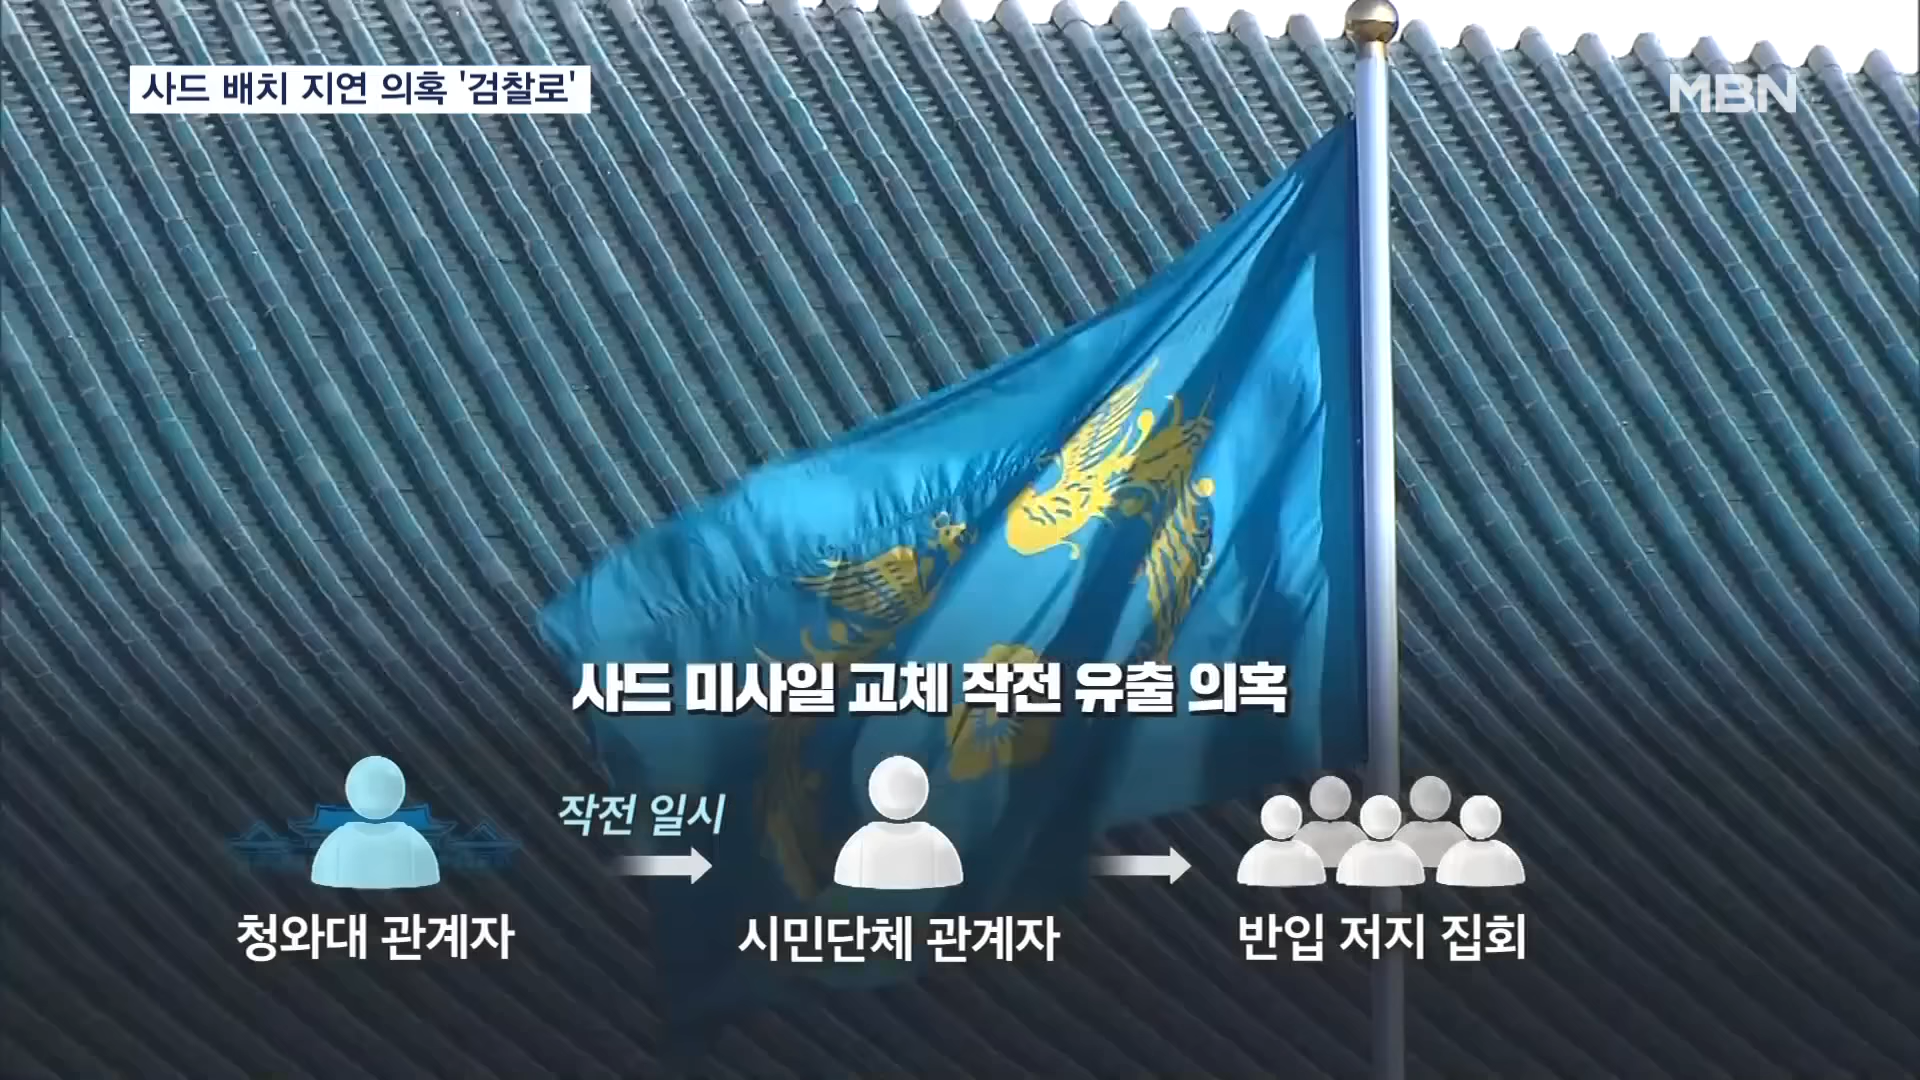 사드 배치 지연 의혹 '검찰로'
MBN
사드 미사일 교체 작전 유출 의혹
작전 일시
청와대 관계자
시민단체 관계자
반입 저지 집회